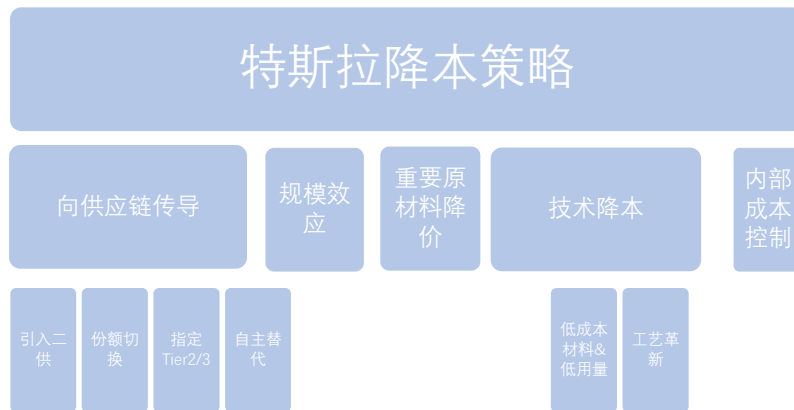 特斯拉降本策略
向供应链传导
规模效
应
重要原
材料降
价
技术降本
内部
成本
控制
引入二
供
份额切
换
指定
Tier2/3
自主替
代
低成本
材料&
低用量
工艺革
新